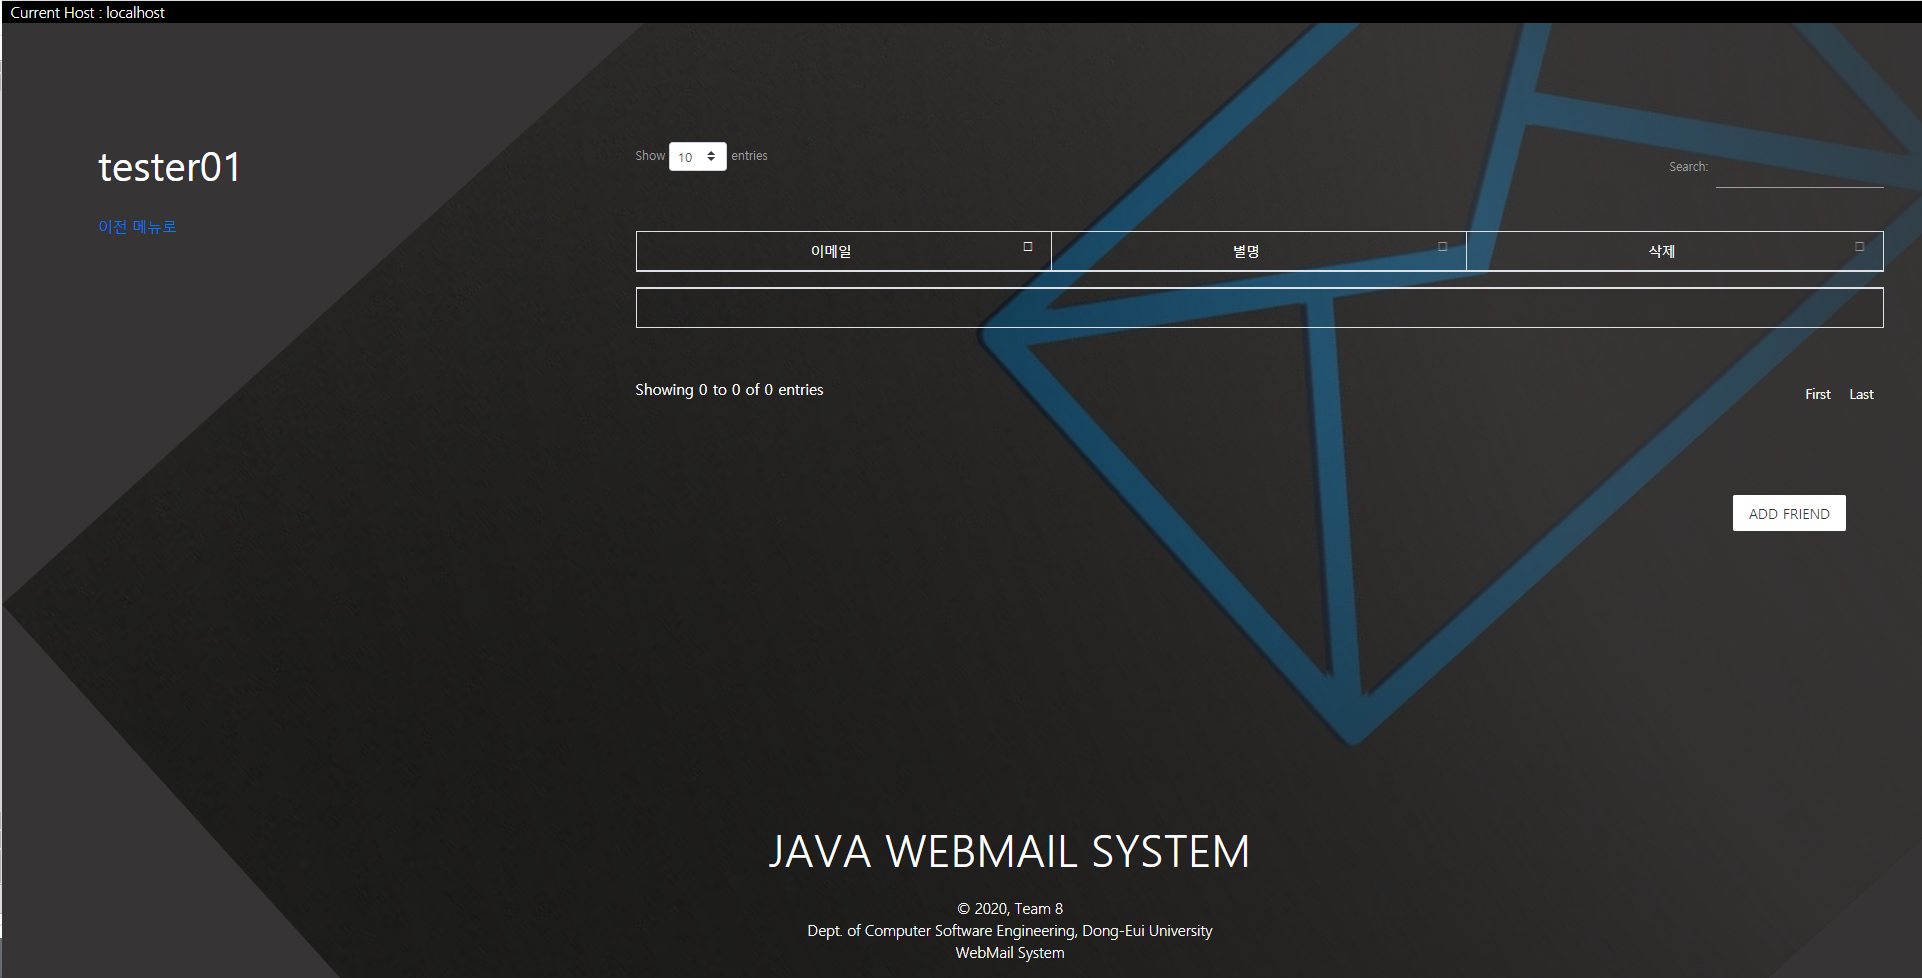 Current Host : localhost
tester01
이전 메뉴로
Show 10 entries
Search:
이메일 별명 삭제
Showing 0 to 0 of 0 entries
First Last
ADD FRIEND
JAVA WEBMAIL SYSTEM
© 2020, Team 8
Dept. of Computer Software Engineering, Dong-Eui University
WebMail System